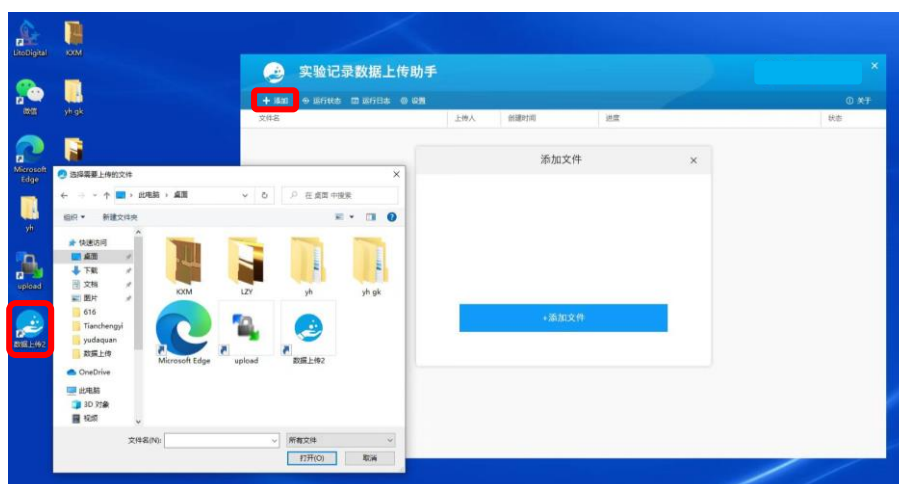 LitoDigital
KXM
微信
yh gk
Microsoft
Edge
yh
upload
数据上传2
实验记录数据上传助手
×
+ 添加
运行状态
运行日志
设置
关于
文件名
上传人
创建时间
进度
状态
添加文件
×
+添加文件
选择需要上传的文件
×
此电脑 › 桌面
在 桌面 中搜索
组织
新建文件夹
快速访问
桌面
下载
文档
图片
616
Tianchengyi
yudaquan
数据上传
OneDrive
此电脑
3D 对象
视频
KXM
LZY
yh
yh gk
Microsoft Edge
upload
数据上传2
文件名(N):
所有文件
打开(O)
取消